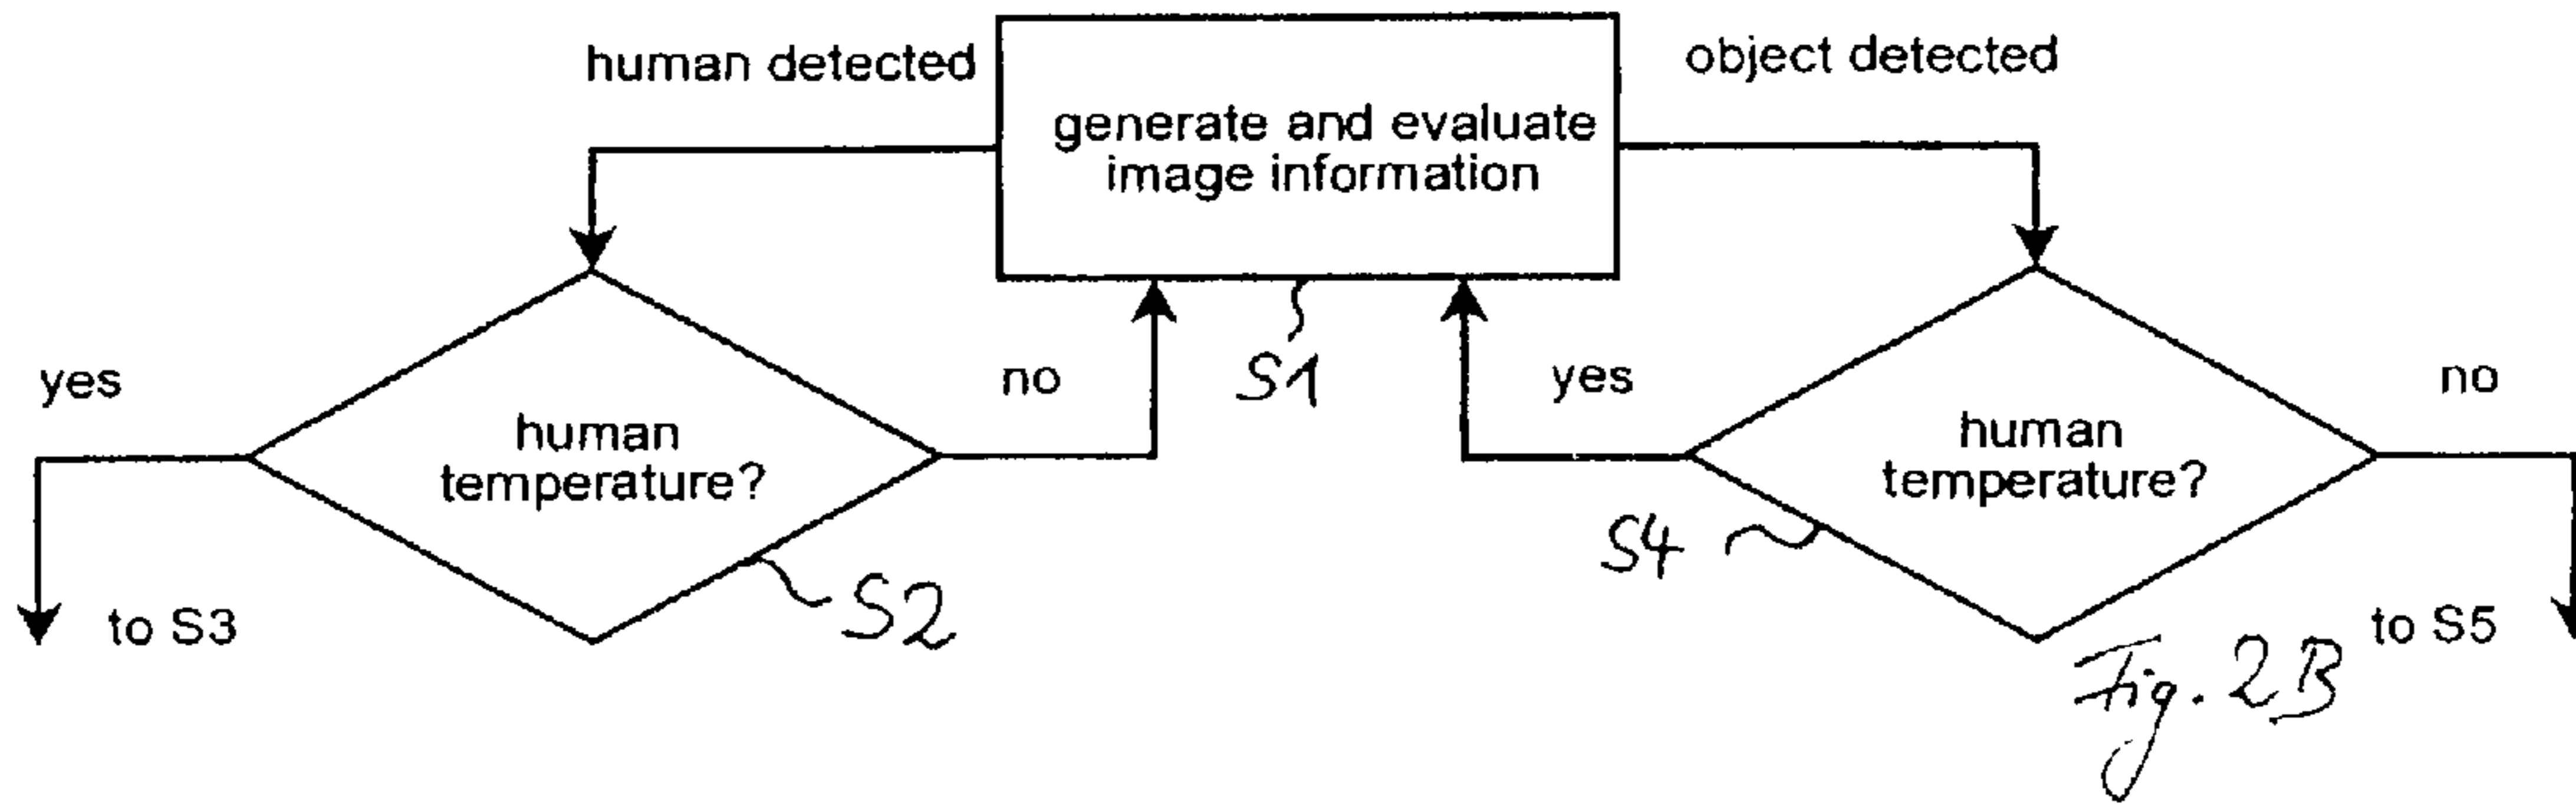 human detected
object detected
generate and evaluate
image information
yes
no
S1
yes
no
human
temperature?
human
temperature?
S4
S2
to S3
to S5
Fig. 2B